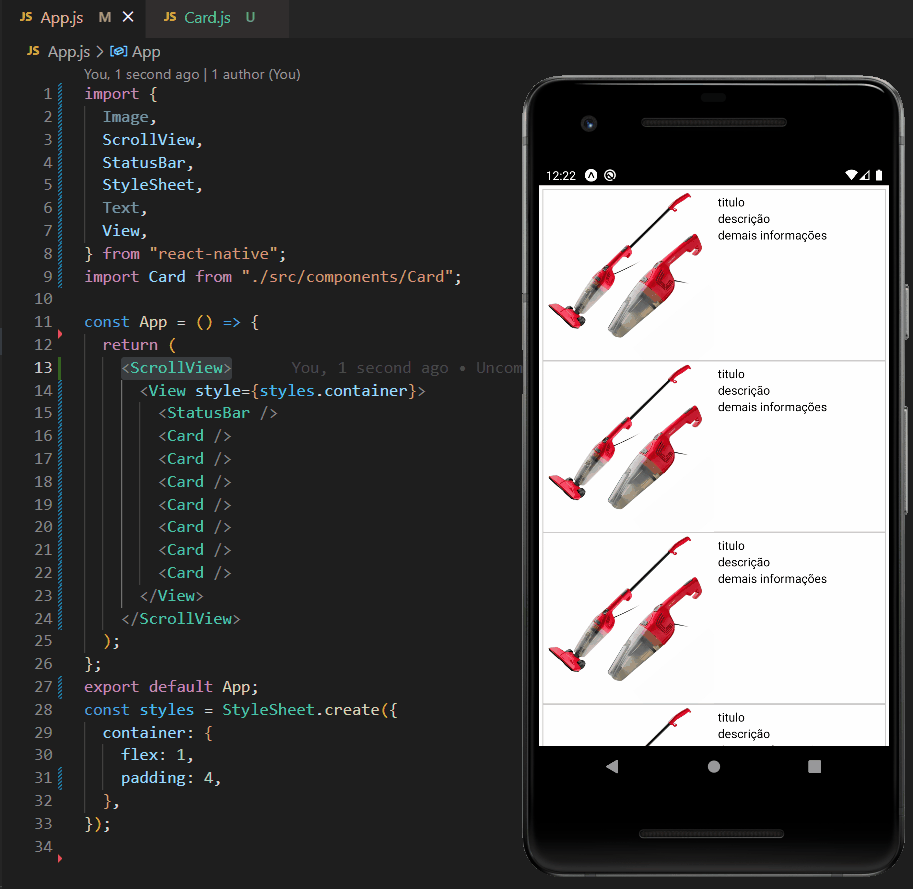 JS App.js M ×
JS Card.js U
JS App.js > App
You, 1 second ago | 1 author (You)
1 import {
2 Image,
3 ScrollView,
4 StatusBar,
5 StyleSheet,
6 Text,
7 View,
8 } from "react-native";
9 import Card from "./src/components/Card";
10
11 const App = () => {
12 return (
13 <ScrollView> You, 1 second ago • Uncom
14 <View style={styles.container}>
15 <StatusBar />
16 <Card />
17 <Card />
18 <Card />
19 <Card />
20 <Card />
21 <Card />
22 <Card />
23 </View>
24 </ScrollView>
25 );
26 };
27 export default App;
28 const styles = StyleSheet.create({
29 container: {
30 flex: 1,
31 padding: 4,
32 },
33 });
34
12:22
titulo
descrição
demais informações
titulo
descrição
demais informações
titulo
descrição
demais informações
titulo
descrição